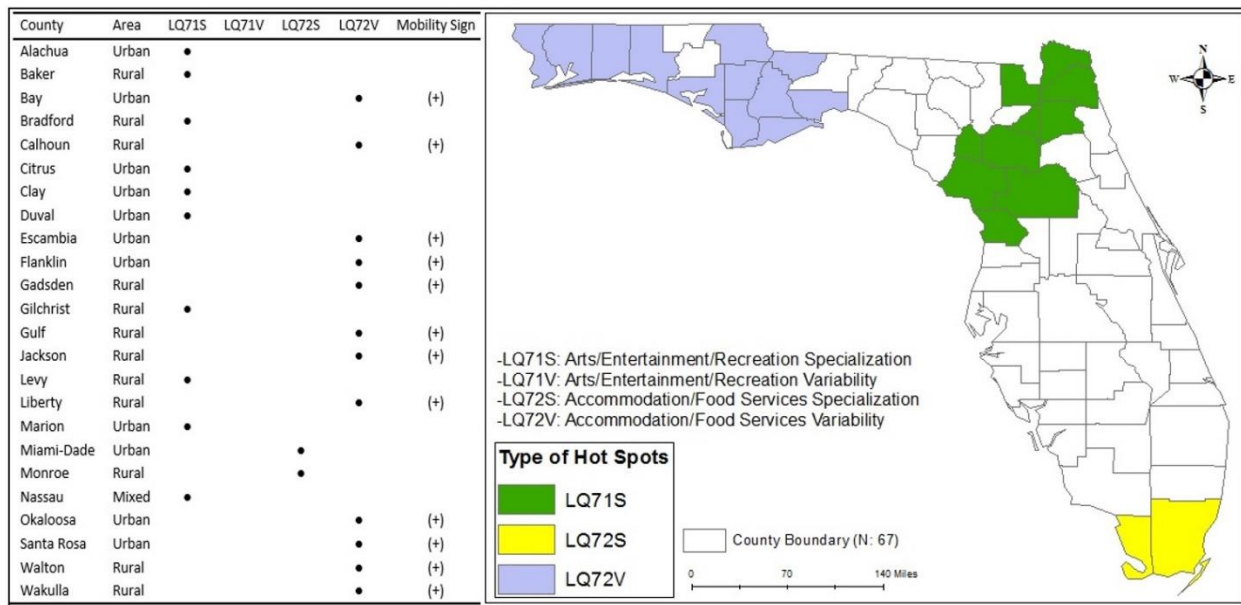 County Area LQ71S LQ71V LQ72S LQ72V Mobility Sign
Alachua Urban •
Baker Rural •
Bay Urban • (+)
Bradford Rural •
Calhoun Rural • (+)
Citrus Urban •
Clay Urban •
Duval Urban •
Escambia Urban • (+)
Flanklin Urban • (+)
Gadsden Rural • (+)
Gilchrist Rural •
Gulf Rural • (+)
Jackson Rural • (+)
Levy Rural •
Liberty Rural • (+)
Marion Urban •
Miami-Dade Urban •
Monroe Rural •
Nassau Mixed •
Okaloosa Urban • (+)
Santa Rosa Urban • (+)
Walton Rural • (+)
Wakulla Rural • (+)
N
W E
S
-LQ71S: Arts/Entertainment/Recreation Specialization
-LQ71V: Arts/Entertainment/Recreation Variability
-LQ72S: Accommodation/Food Services Specialization
-LQ72V: Accommodation/Food Services Variability
Type of Hot Spots
LQ71S
LQ72S
LQ72V
County Boundary (N: 67)
0 70 140 Miles